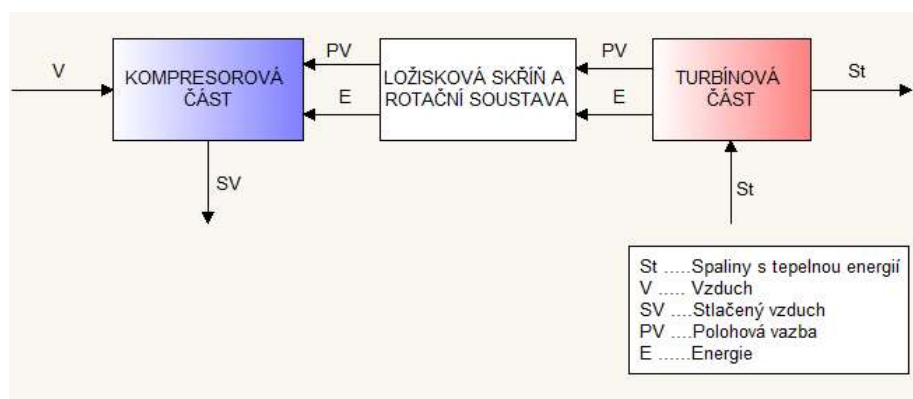 V
KOMPRESOROVÁ
ČÁST
PV
E
LOŽISKOVÁ SKŘÍŇ A
ROTAČNÍ SOUSTAVA
PV
E
TURBÍNOVÁ
ČÁST
St
SV
St
St .....Spaliny s tepelnou energií
V ..... Vzduch
SV ....Stlačený vzduch
PV ....Polohová vazba
E ......Energie